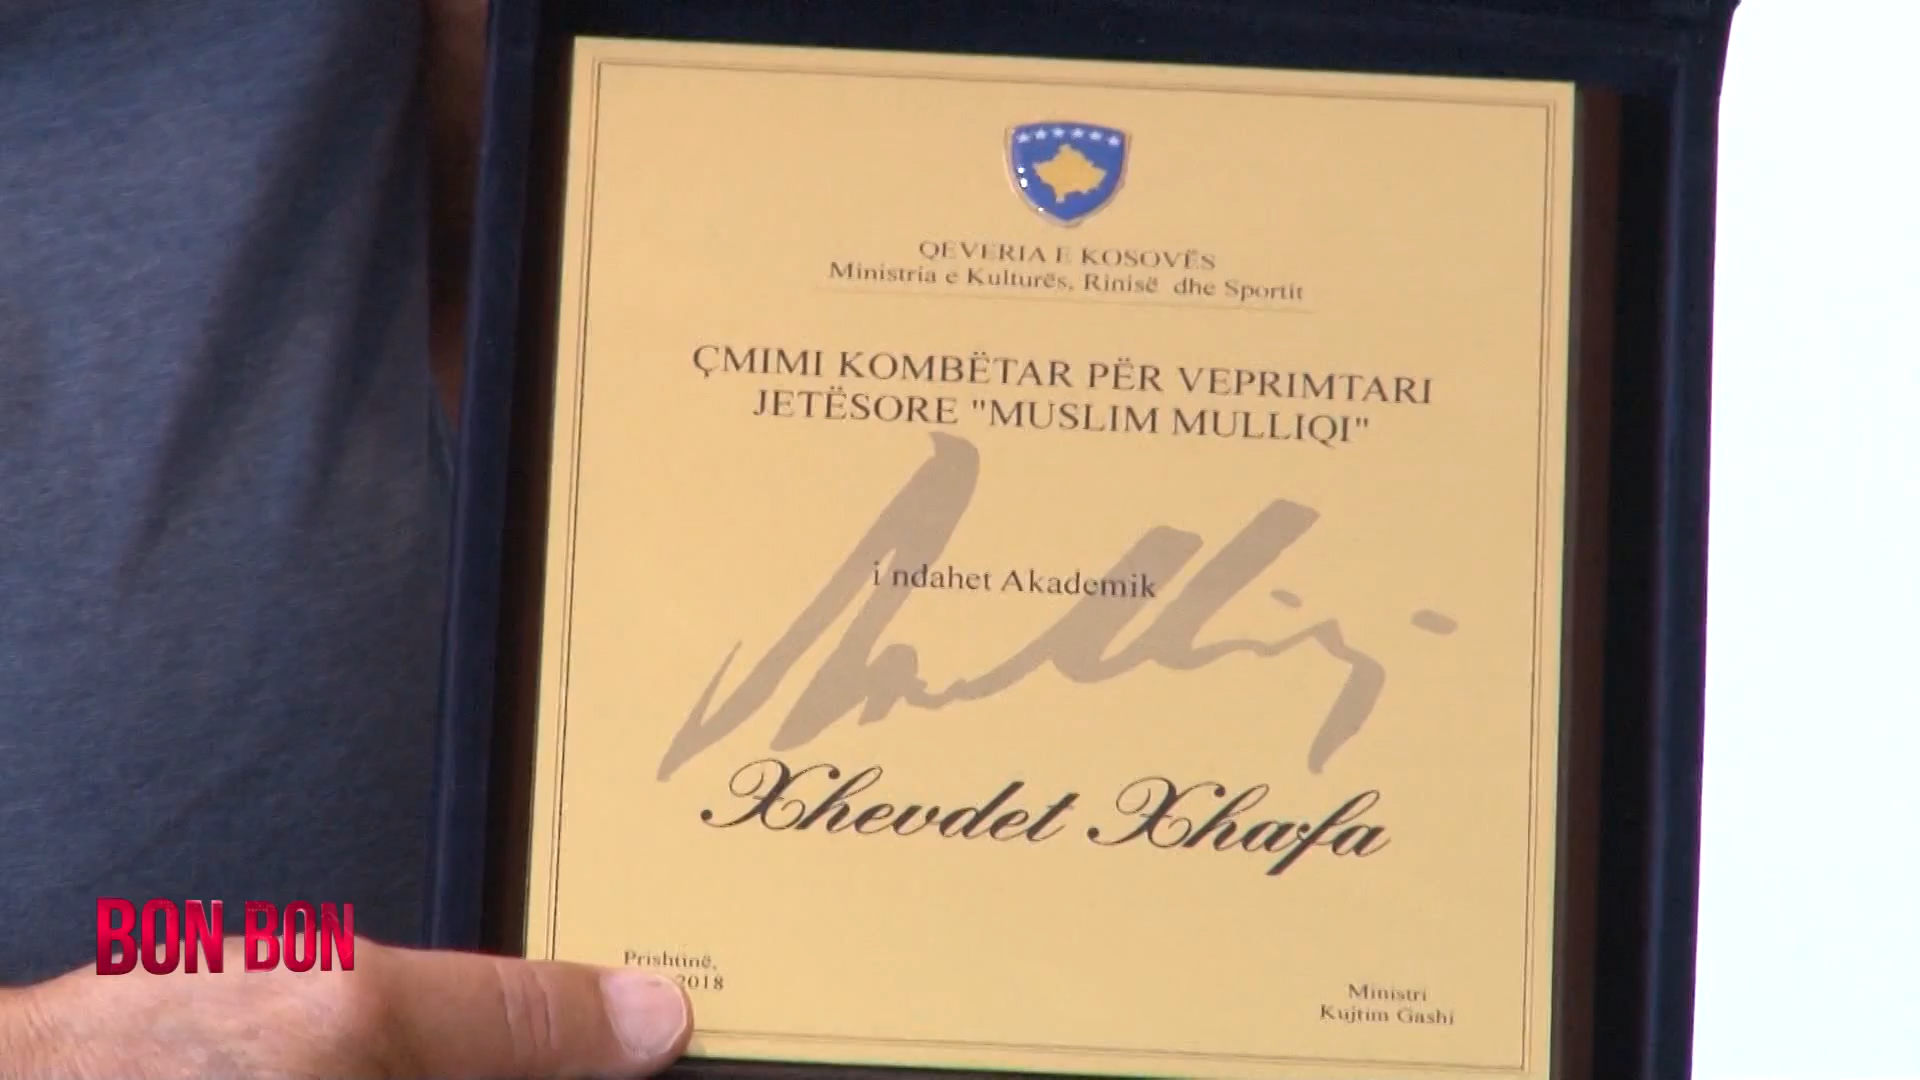 QEVERIA E KOSOVËS
Ministria e Kulturës, Rinisë dhe Sportit
ÇMIMI KOMBËTAR PËR VEPRIMTARI
JETËSORE "MUSLIM MULLIQI"
i ndahet Akademik
Xhevdet Xhafa
Prishtinë,
2018
Ministri
Kujtim Gashi
BON BON